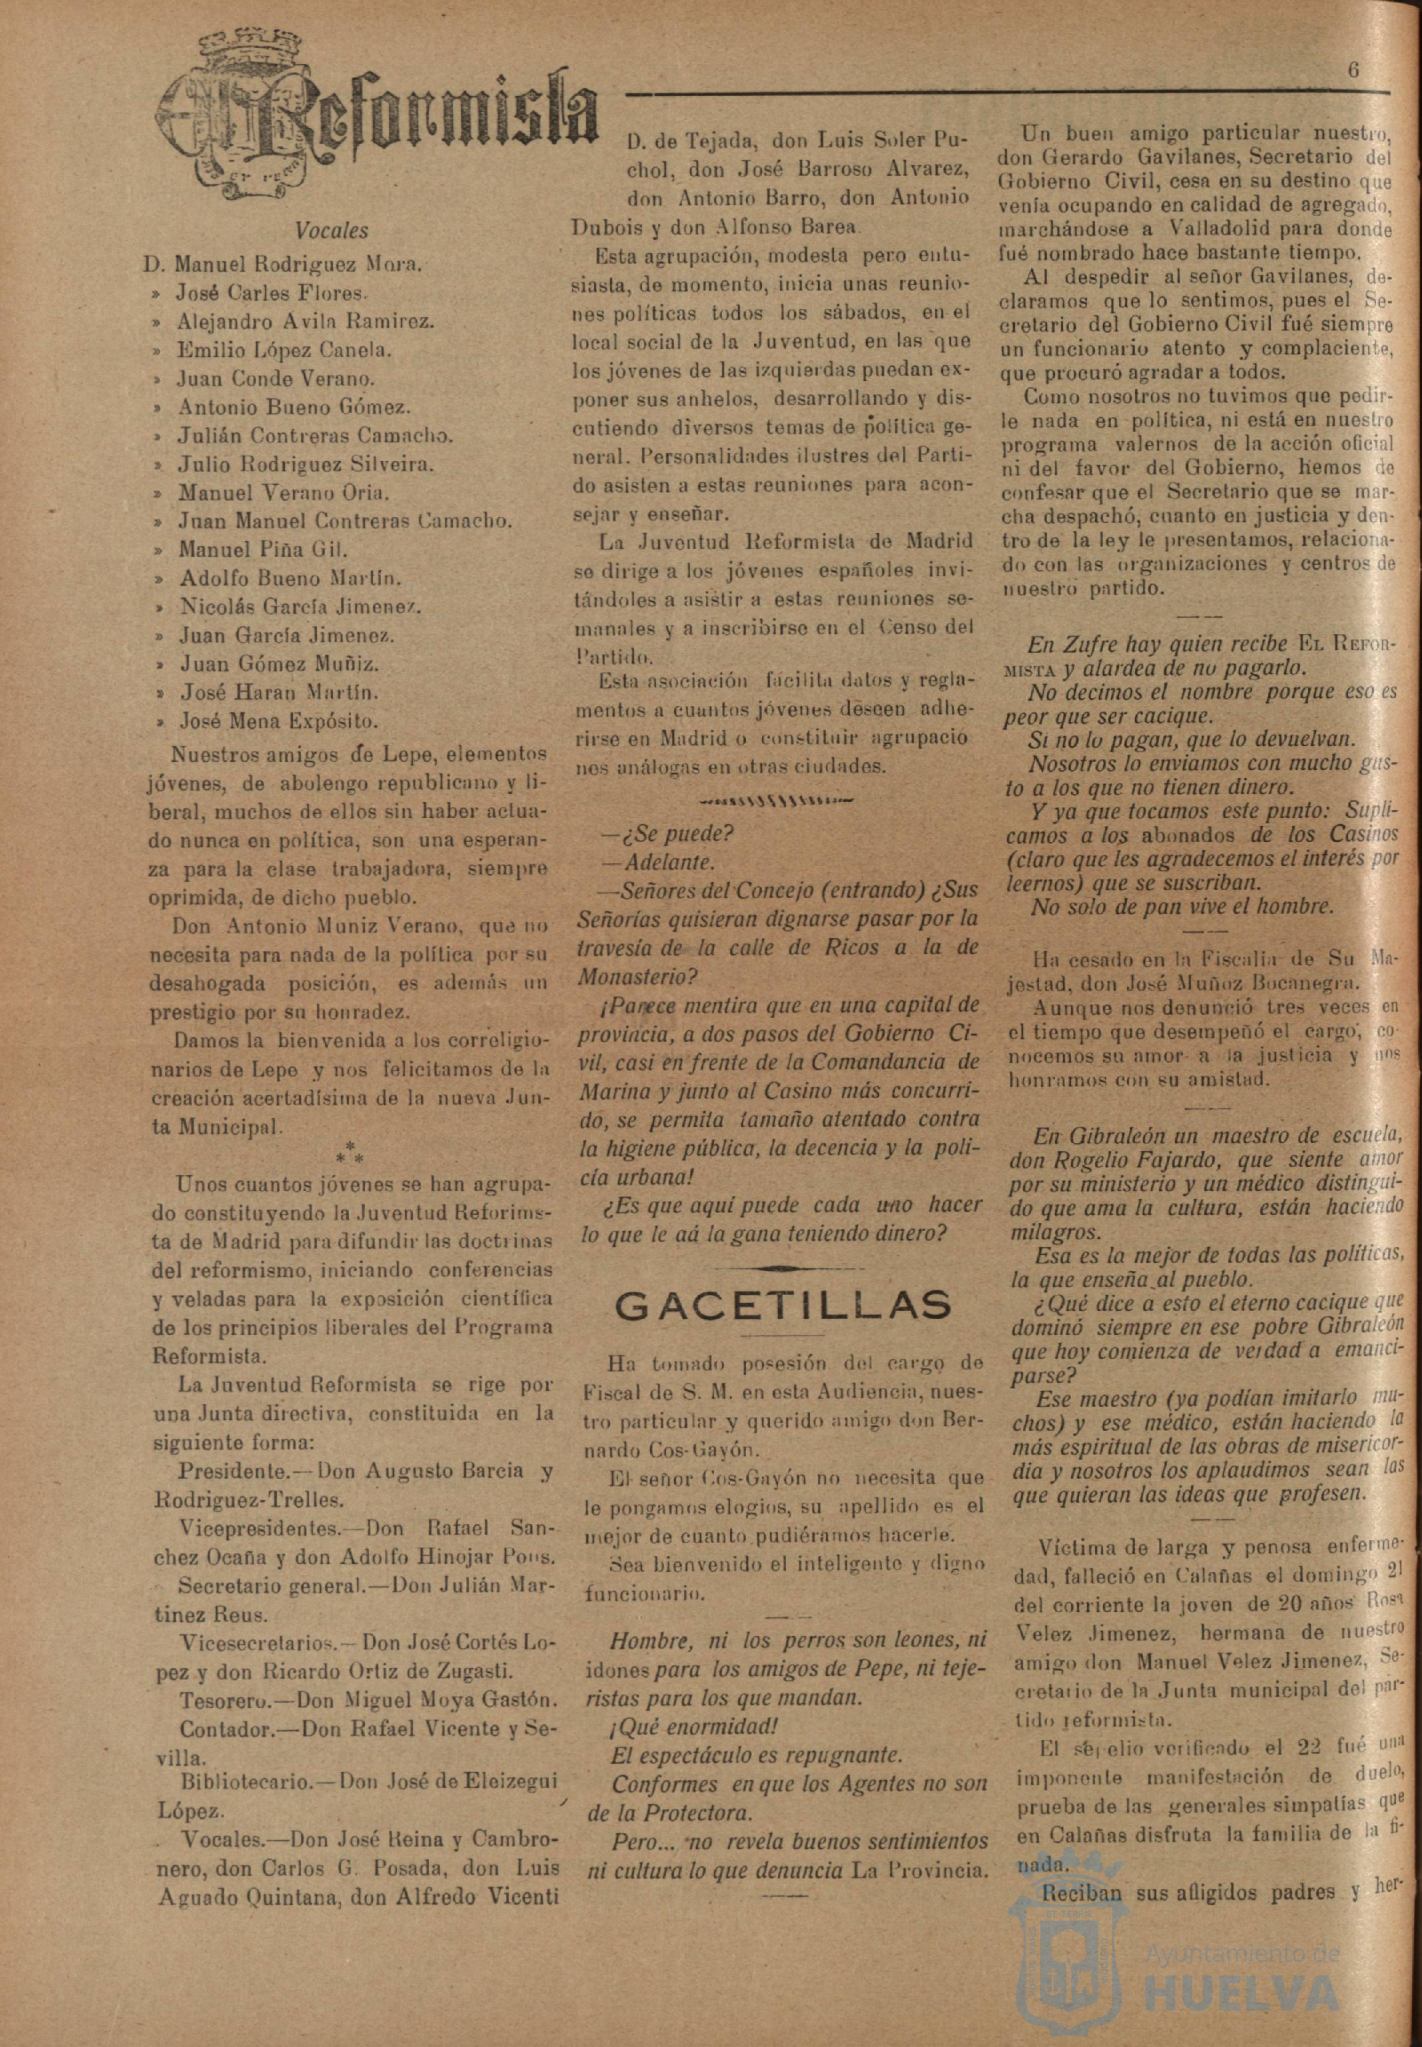 El Reformista
6
Vocales
D. Manuel Rodriguez Mora.
» José Carles Flores.
» Alejandro Avila Ramirez.
» Emilio López Canela.
» Juan Conde Verano.
» Antonio Bueno Gómez.
» Julián Contreras Camacho.
» Julio Rodriguez Silveira.
» Manuel Verano Oria.
» Juan Manuel Contreras Camacho.
» Manuel Piña Gil.
» Adolfo Bueno Martín.
» Nicolás García Jimenez.
» Juan García Jimenez.
» Juan Gómez Muñiz.
» José Haran Martín.
» José Mena Expósito.
Nuestros amigos de Lepe, elementos
jóvenes, de abolengo republicano y li-
beral, muchos de ellos sin haber actua-
do nunca en política, son una esperan-
za para la clase trabajadora, siempre
oprimida, de dicho pueblo.
Don Antonio Muniz Verano, que no
necesita para nada de la política por su
desahogada posición, es además un
prestigio por su honradez.
Damos la bienvenida a los correligio-
narios de Lepe y nos felicitamos de la
creación acertadísima de la nueva Jun-
ta Municipal.
***
Unos cuantos jóvenes se han agrupa-
do constituyendo la Juventud Reforims-
ta de Madrid para difundir las doctrinas
del reformismo, iniciando conferencias
y veladas para la exposición científica
de los principios liberales del Programa
Reformista.
La Juventud Reformista se rige por
una Junta directiva, constituida en la
siguiente forma:
Presidente.—Don Augusto Barcia y
Rodriguez-Trelles.
Vicepresidentes.—Don Rafael San-
chez Ocaña y don Adolfo Hinojar Pons.
Secretario general.—Don Julián Mar-
tinez Reus.
Vicesecretarios.—Don José Cortés Lo-
pez y don Ricardo Ortiz de Zugasti.
Tesorero.—Don Miguel Moya Gastón.
Contador.—Don Rafael Vicente y Se-
villa.
Bibliotecario.—Don José de Eleizegui
López.
Vocales.—Don José Reina y Cambro-
nero, don Carlos G. Posada, don Luis
Aguado Quintana, don Alfredo Vicenti
D. de Tejada, don Luis Soler Pu-
chol, don José Barroso Alvarez,
don Antonio Barro, don Antonio
Dubois y don Alfonso Barea.
Esta agrupación, modesta pero entu-
siasta, de momento, inicia unas reunio-
nes políticas todos los sábados, en el
local social de la Juventud, en las que
los jóvenes de las izquierdas puedan ex-
poner sus anhelos, desarrollando y dis-
cutiendo diversos temas de política ge-
neral. Personalidades ilustres del Parti-
do asisten a estas reuniones para acon-
sejar y enseñar.
La Juventud Reformista de Madrid
se dirige a los jóvenes españoles invi-
tándoles a asistir a estas reuniones se-
manales y a inscribirse en el Censo del
Partido.
Esta asociación facilita datos y regla-
mentos a cuantos jóvenes deseen adhe-
rirse en Madrid o constituir agrupacio
nes análogas en otras ciudades.
—¿Se puede?
—Adelante.
—Señores del Concejo (entrando) ¿Sus
Señorías quisieran dignarse pasar por la
travesía de la calle de Ricos a la de
Monasterio?
¡Parece mentira que en una capital de
provincia, a dos pasos del Gobierno Ci-
vil, casi en frente de la Comandancia de
Marina y junto al Casino más concurri-
do, se permita tamaño atentado contra
la higiene pública, la decencia y la poli-
cía urbana!
¿Es que aquí puede cada uno hacer
lo que le dá la gana teniendo dinero?
GACETILLAS
Ha tomado posesión del cargo de
Fiscal de S. M. en esta Audiencia, nues-
tro particular y querido amigo don Ber-
nardo Cos-Gayón.
El señor Cos-Gayón no necesita que
le pongamos elogios, su apellido es el
mejor de cuanto pudiéramos hacerle.
Sea bienvenido el inteligente y digno
funcionario.
Hombre, ni los perros son leones, ni
idones para los amigos de Pepe, ni teje-
ristas para los que mandan.
¡Qué enormidad!
El espectáculo es repugnante.
Conformes en que los Agentes no son
de la Protectora.
Pero... no revela buenos sentimientos
ni cultura lo que denuncia La Provincia.
Un buen amigo particular nuestro,
don Gerardo Gavilanes, Secretario del
Gobierno Civil, cesa en su destino que
venía ocupando en calidad de agregado,
marchándose a Valladolid para donde
fué nombrado hace bastante tiempo.
Al despedir al señor Gavilanes, de-
claramos que lo sentimos, pues el Se-
cretario del Gobierno Civil fué siempre
un funcionario atento y complaciente,
que procuró agradar a todos.
Como nosotros no tuvimos que pedir-
le nada en política, ni está en nuestro
programa valernos de la acción oficial
ni del favor del Gobierno, hemos de
confesar que el Secretario que se mar-
cha despachó, cuanto en justicia y den-
tro de la ley le presentamos, relaciona-
do con las organizaciones y centros de
nuestro partido.
En Zufre hay quien recibe EL REFOR-
MISTA y alardea de no pagarlo.
No decimos el nombre porque eso es
peor que ser cacique.
Si no lo pagan, que lo devuelvan.
Nosotros lo enviamos con mucho gus-
to a los que no tienen dinero.
Y ya que tocamos este punto: Supli-
camos a los abonados de los Casinos
(claro que les agradecemos el interés por
leernos) que se suscriban.
No solo de pan vive el hombre.
Ha cesado en la Fiscalia de Su Ma-
jestad, don José Muñoz Bocanegra.
Aunque nos denunció tres veces en
el tiempo que desempeñó el cargo, co-
nocemos su amor a la justicia y nos
honramos con su amistad.
En Gibraleón un maestro de escuela,
don Rogelio Fajardo, que siente amor
por su ministerio y un médico distingui-
do que ama la cultura, están haciendo
milagros.
Esa es la mejor de todas las políticas,
la que enseña al pueblo.
¿Qué dice a esto el eterno cacique que
dominó siempre en ese pobre Gibraleón
que hoy comienza de verdad a emanci-
parse?
Ese maestro (ya podían imitarlo mu-
chos) y ese médico, están haciendo la
más espiritual de las obras de misericor-
dia y nosotros los aplaudimos sean las
que quieran las ideas que profesen.
Víctima de larga y penosa enferme-
dad, falleció en Calañas el domingo 21
del corriente la joven de 20 años Rosa
Velez Jimenez, hermana de nuestro
amigo don Manuel Velez Jimenez, Se-
cretario de la Junta municipal del par-
tido reformista.
El sepelio verificado el 22 fué una
imponente manifestación de duelo,
prueba de las generales simpatías que
en Calañas disfruta la familia de la fi-
nada.
Reciban sus afligidos padres y her-
Ayuntamiento de
HUELVA